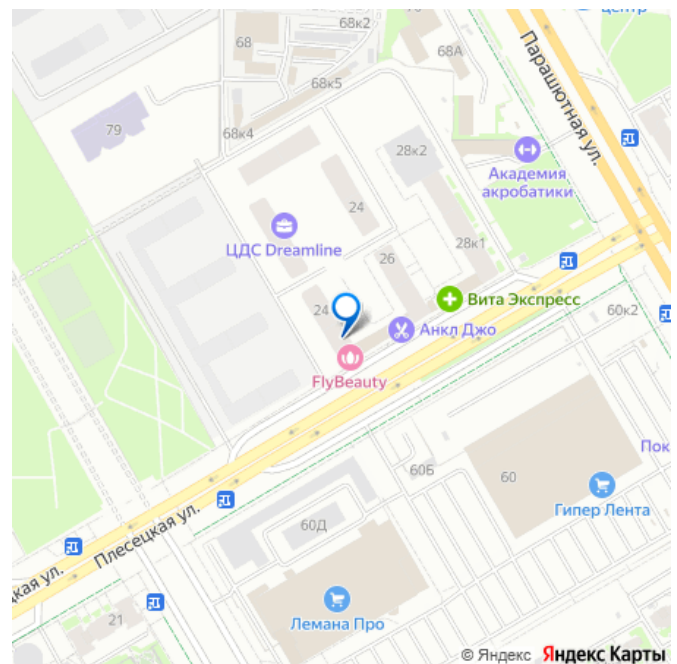 68к2
центр
68
68А
68к5
Парашютная ул.
79
68к4
28к2
Академия
акробатики
24
ЦДС Dreamline
28к1
26
24
Вита Экспресс
60к2
Анкл Джо
FlyBeauty
60Б
60
Пок
Гипер Лента
Плесецкая ул.
60Д
цкая ул.
21
Лемана Про
© Яндекс Яндекс Карты